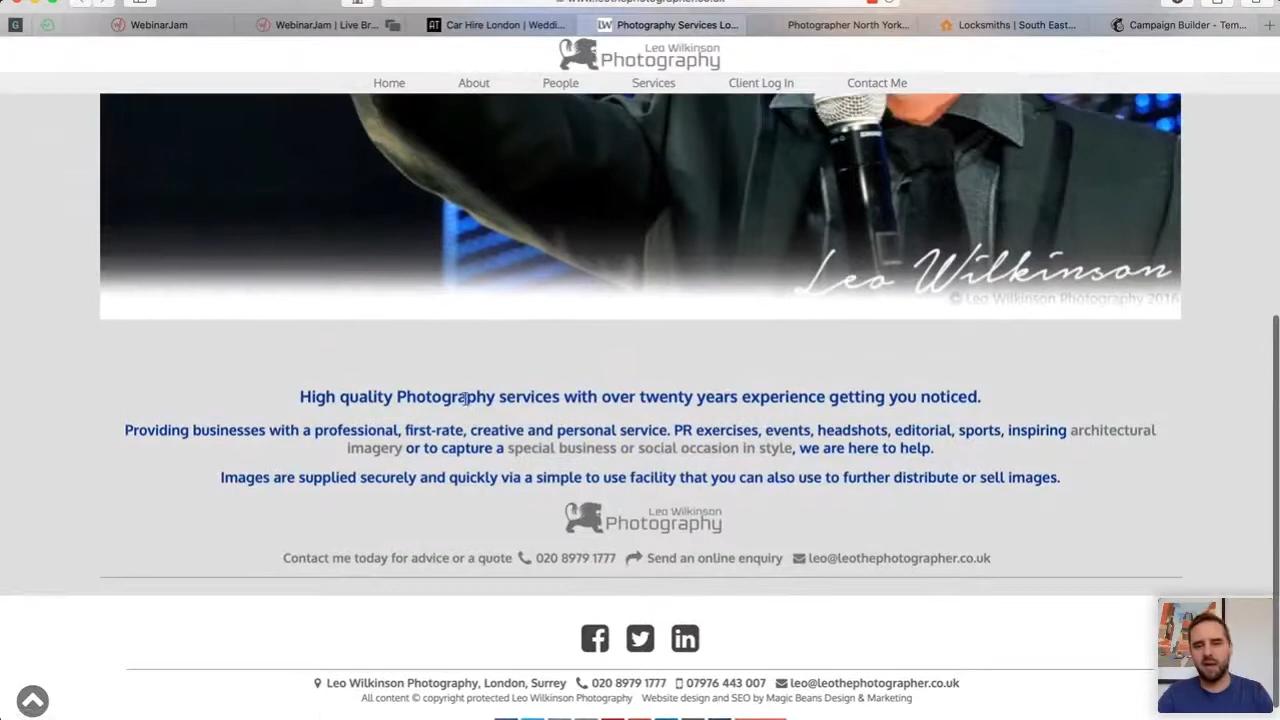 WebinarJam
WebinarJam | Live Br...
AT Car Hire London | Weddi...
LW Photography Services Lo...
Photographer North York...
Locksmiths | South East...
Campaign Builder - Tem...
Leo Wilkinson
Photography
Home About People Services Client Log In Contact Me
Leo Wilkinson
© Leo Wilkinson Photography 2016
High quality Photography services with over twenty years experience getting you noticed.
Providing businesses with a professional, first-rate, creative and personal service. PR exercises, events, headshots, editorial, sports, inspiring architectural
imagery or to capture a special business or social occasion in style, we are here to help.
Images are supplied securely and quickly via a simple to use facility that you can also use to further distribute or sell images.
Leo Wilkinson
Photography
Contact me today for advice or a quote 020 8979 1777 Send an online enquiry leo@leothephotographer.co.uk
Leo Wilkinson Photography, London, Surrey 020 8979 1777 07976 443 007 leo@leothephotographer.co.uk
All content © copyright protected Leo Wilkinson Photography Website design and SEO by Magic Beans Design & Marketing